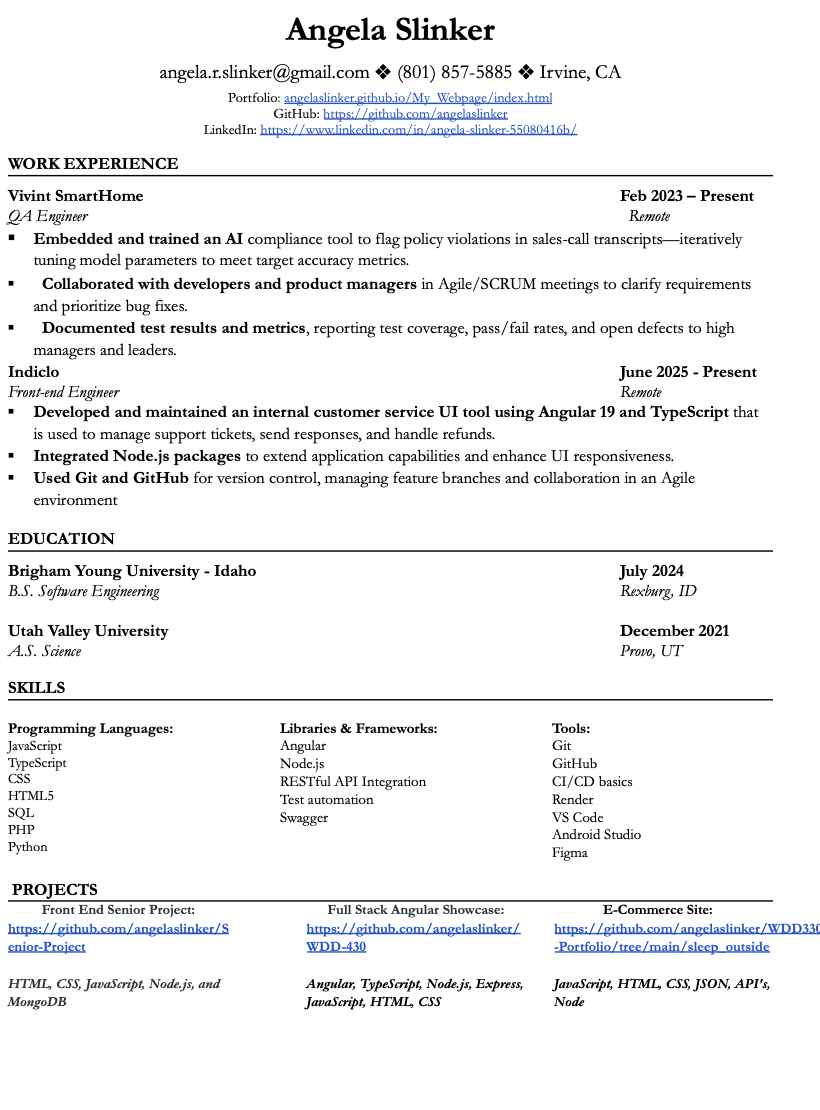 Angela Slinker
angela.r.slinker@gmail.com ❖ (801) 857-5885 ❖ Irvine, CA
Portfolio: angelaslinker.github.io/My_Webpage/index.html
GitHub: https://github.com/angelaslinker
LinkedIn: https://www.linkedin.com/in/angela-slinker-55080416b/
WORK EXPERIENCE
Vivint SmartHome Feb 2023 – Present
QA Engineer Remote
▪ Embedded and trained an AI compliance tool to flag policy violations in sales-call transcripts—iteratively
tuning model parameters to meet target accuracy metrics.
▪ Collaborated with developers and product managers in Agile/SCRUM meetings to clarify requirements
and prioritize bug fixes.
▪ Documented test results and metrics, reporting test coverage, pass/fail rates, and open defects to high
managers and leaders.
Indiclo June 2025 - Present
Front-end Engineer Remote
▪ Developed and maintained an internal customer service UI tool using Angular 19 and TypeScript that
is used to manage support tickets, send responses, and handle refunds.
▪ Integrated Node.js packages to extend application capabilities and enhance UI responsiveness.
▪ Used Git and GitHub for version control, managing feature branches and collaboration in an Agile
environment
EDUCATION
Brigham Young University - Idaho July 2024
B.S. Software Engineering Rexburg, ID
Utah Valley University December 2021
A.S. Science Provo, UT
SKILLS
Programming Languages:
JavaScript
TypeScript
CSS
HTML5
SQL
PHP
Python
Libraries & Frameworks:
Angular
Node.js
RESTful API Integration
Test automation
Swagger
Tools:
Git
GitHub
CI/CD basics
Render
VS Code
Android Studio
Figma
PROJECTS
Front End Senior Project:
https://github.com/angelaslinker/S
enior-Project
HTML, CSS, JavaScript, Node.js, and
MongoDB
Full Stack Angular Showcase:
https://github.com/angelaslinker/
WDD-430
Angular, TypeScript, Node.js, Express,
JavaScript, HTML, CSS
E-Commerce Site:
https://github.com/angelaslinker/WDD330
-Portfolio/tree/main/sleep_outside
JavaScript, HTML, CSS, JSON, API's,
Node